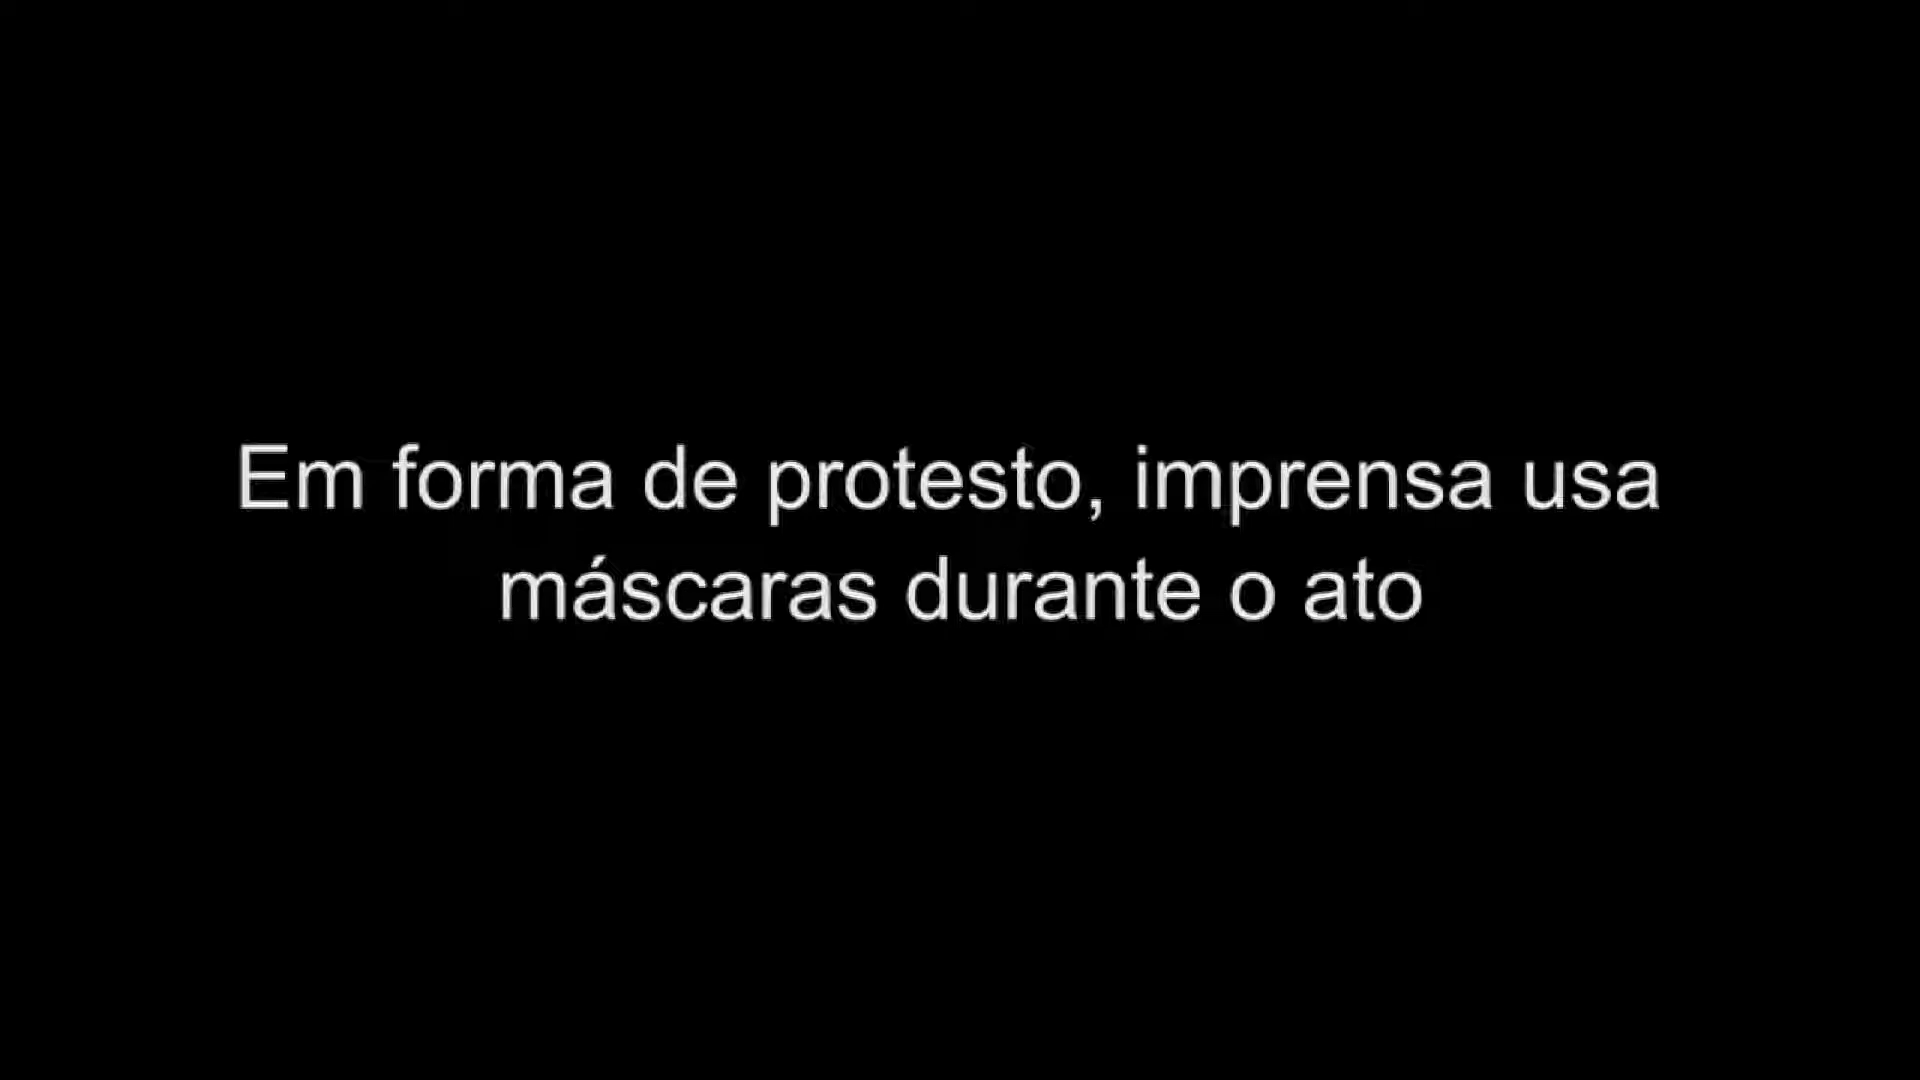 Em forma de protesto, imprensa usa
máscaras durante o ato